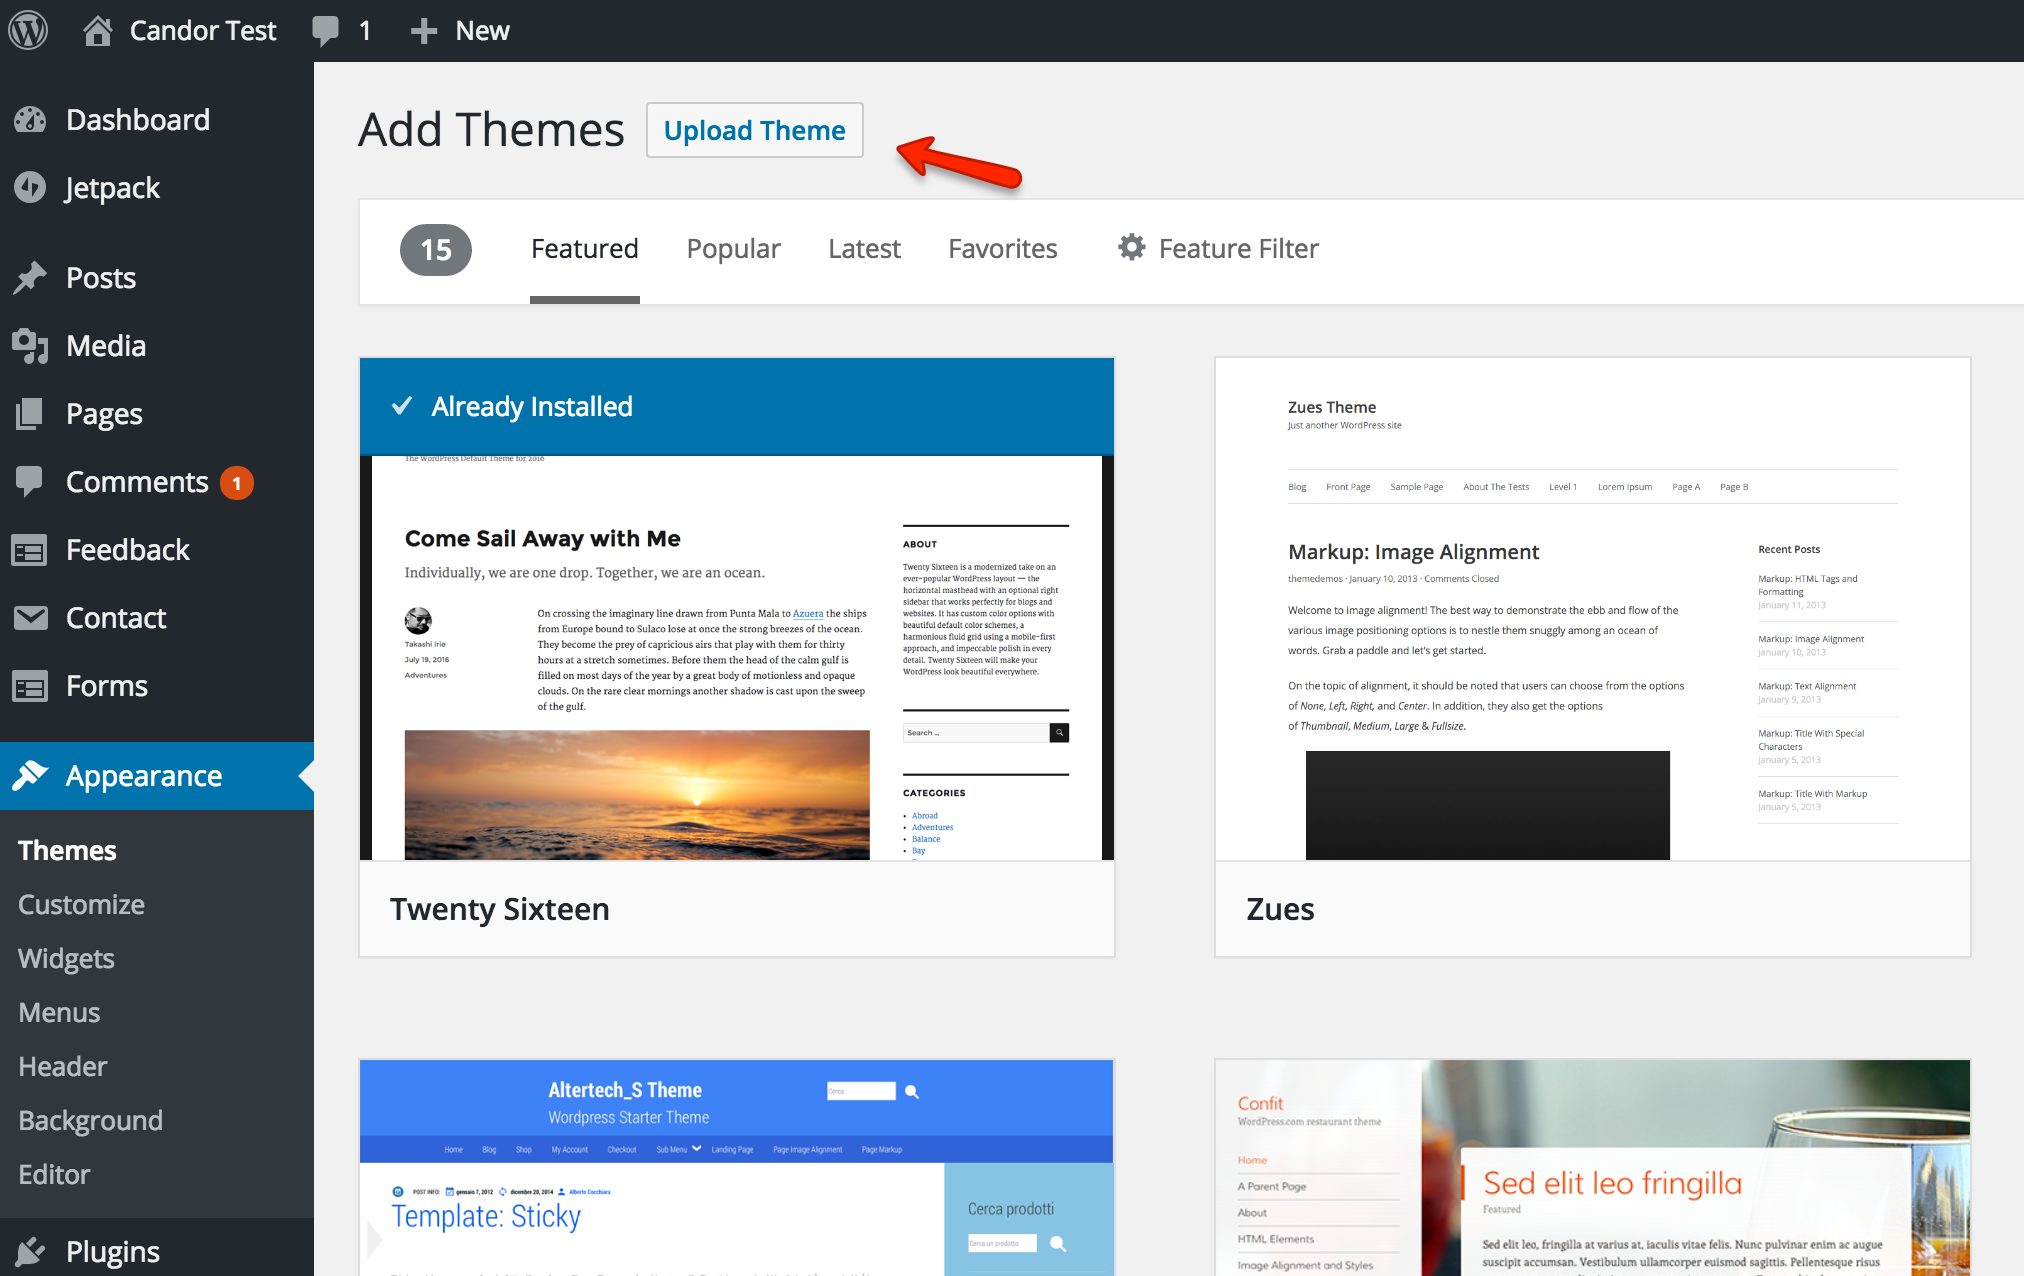 Candor Test
1
New
Dashboard
Jetpack
Posts
Media
Pages
Comments 1
Feedback
Contact
Forms
Appearance
Themes
Customize
Widgets
Menus
Header
Background
Editor
Plugins
Add Themes
Upload Theme
15
Featured
Popular
Latest
Favorites
Feature Filter
Already Installed
The WordPress Default Theme for 2016
Come Sail Away with Me
Individually, we are one drop. Together, we are an ocean.
Takashi Irie
July 19, 2016
Adventures
On crossing the imaginary line drawn from Punta Mala to Azuera the ships
from Europe bound to Sulaco lose at once the strong breezes of the ocean.
They become the prey of capricious airs that play with them for thirty
hours at a stretch sometimes. Before them the head of the calm gulf is
filled on most days of the year by a great body of motionless and opaque
clouds. On the rare clear mornings another shadow is cast upon the sweep
of the gulf.
ABOUT
Twenty Sixteen is a modernized take on an
ever-popular WordPress layout — the
horizontal masthead with an optional right
sidebar that works perfectly for blogs and
websites. It has custom color options with
beautiful default color schemes, a
harmonious fluid grid using a mobile-first
approach, and impeccable polish in every
detail. Twenty Sixteen will make your
WordPress look beautiful everywhere.
Search ...
CATEGORIES
Abroad
Adventures
Balance
Bay
Twenty Sixteen
Zues Theme
Just another WordPress site
Blog
Front Page
Sample Page
About The Tests
Level 1
Lorem Ipsum
Page A
Page B
Markup: Image Alignment
themedemos · January 10, 2013 · Comments Closed
Welcome to image alignment! The best way to demonstrate the ebb and flow of the
various image positioning options is to nestle them snuggly among an ocean of
words. Grab a paddle and let's get started.
On the topic of alignment, it should be noted that users can choose from the options
of None, Left, Right, and Center. In addition, they also get the options
of Thumbnail, Medium, Large & Fullsize.
Recent Posts
Markup: HTML Tags and
Formatting
January 11, 2013
Markup: Image Alignment
January 10, 2013
Markup: Text Alignment
January 9, 2013
Markup: Title With Special
Characters
January 5, 2013
Markup: Title With Markup
January 5, 2013
Zues
Altertech_S Theme
Wordpress Starter Theme
Cerca
Home
Blog
Shop
My Account
Checkout
Sub Menu
Landing Page
Page Image Alignment
Page Markup
POST INFO: gennaio 7, 2012 dicembre 20, 2014 Alberto Cocchiara
Template: Sticky
Cerca prodotti
Cerca un prodotto
Confit
WordPress.com restaurant theme
Home
A Parent Page
About
HTML Elements
Image Alignment and Styles
Sed elit leo fringilla
Featured
Sed elit leo, fringilla at varius at, iaculis vitae felis. Nunc pulvinar enim ac augue
suscipit accumsan. Vestibulum ullamcorper euismod sagittis. Pellentesque risus